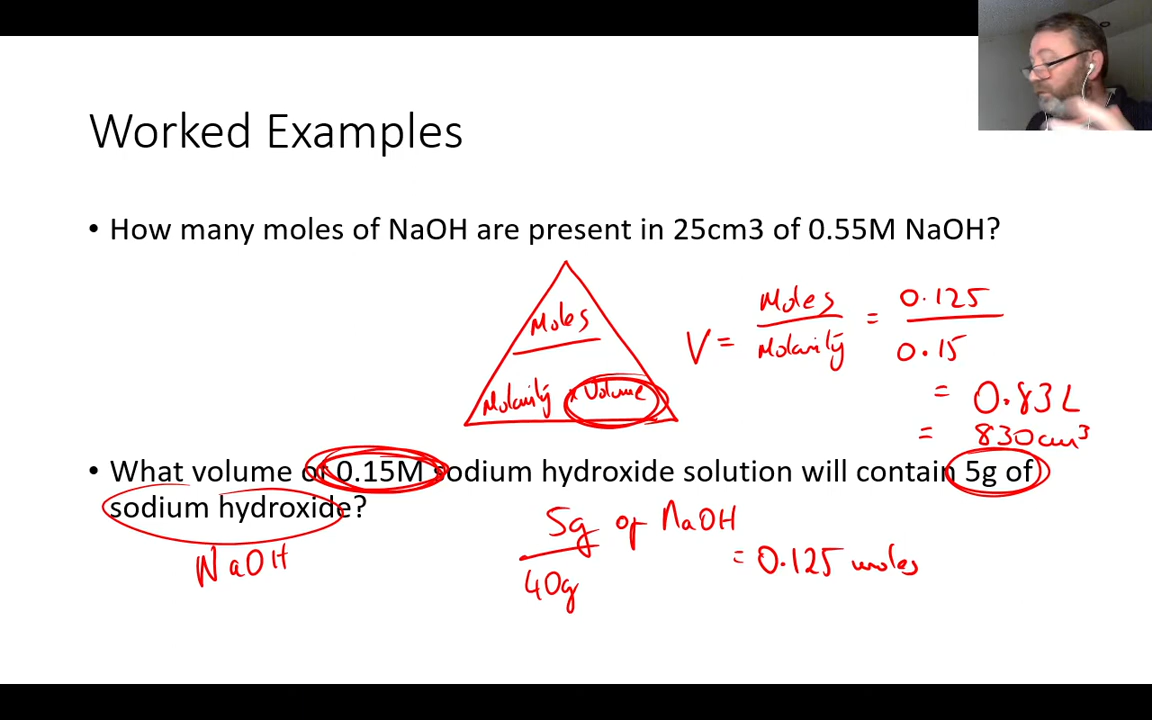 Worked Examples
• How many moles of NaOH are present in 25cm3 of 0.55M NaOH?
Moles
Molarity × Volume
V = Moles / Molarity = 0.125 / 0.15
= 0.83L
= 830cm³
• What volume of 0.15M sodium hydroxide solution will contain 5g of
sodium hydroxide?
NaOH
5g of NaOH
40g
= 0.125 moles